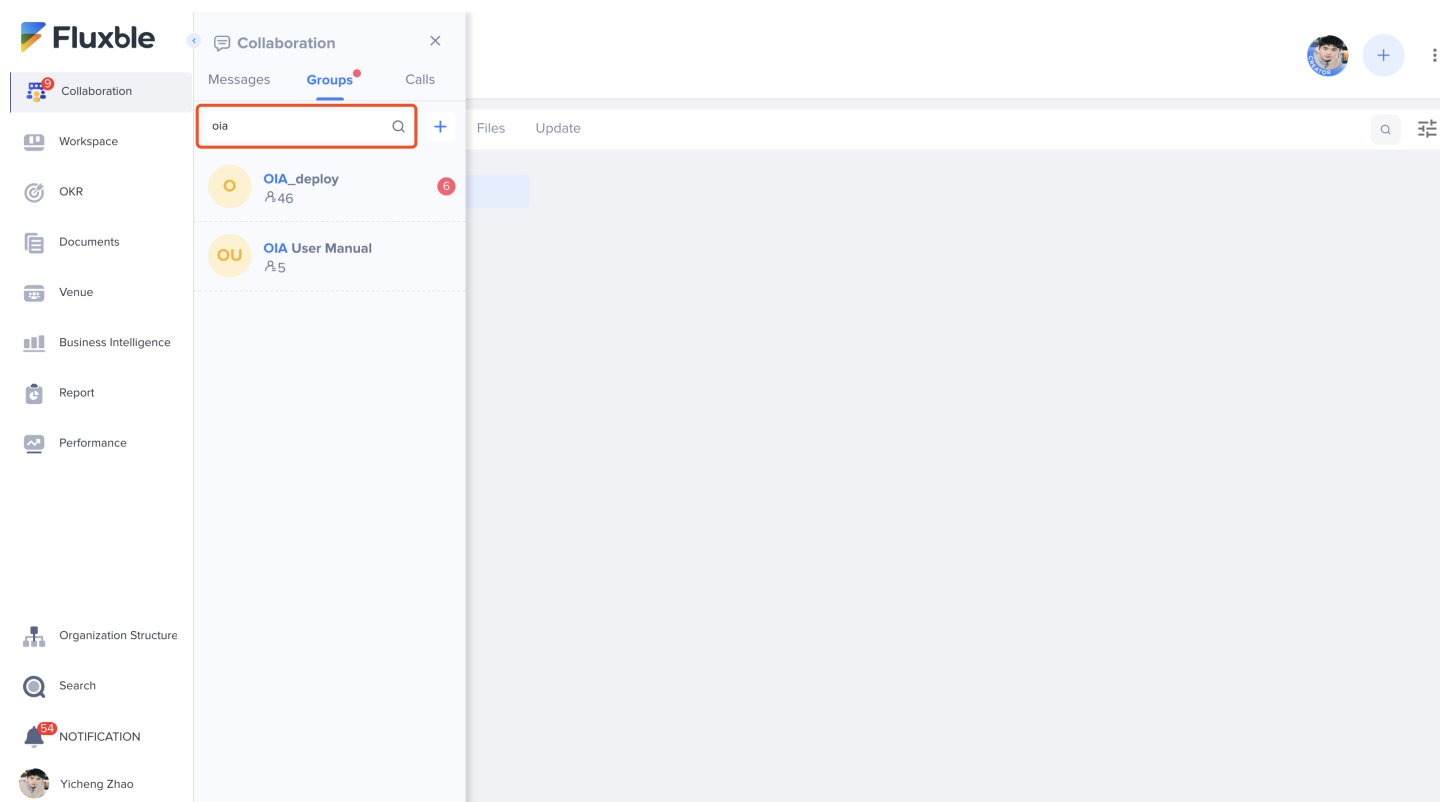 Fluxble
9
Collaboration
Workspace
OKR
Documents
Venue
Business Intelligence
Report
Performance
Organization Structure
Search
54
NOTIFICATION
Yicheng Zhao
Collaboration
Messages
Groups
Calls
oia
O
OIA_deploy
46
6
OU
OIA User Manual
5
Files
Update
CREATOR